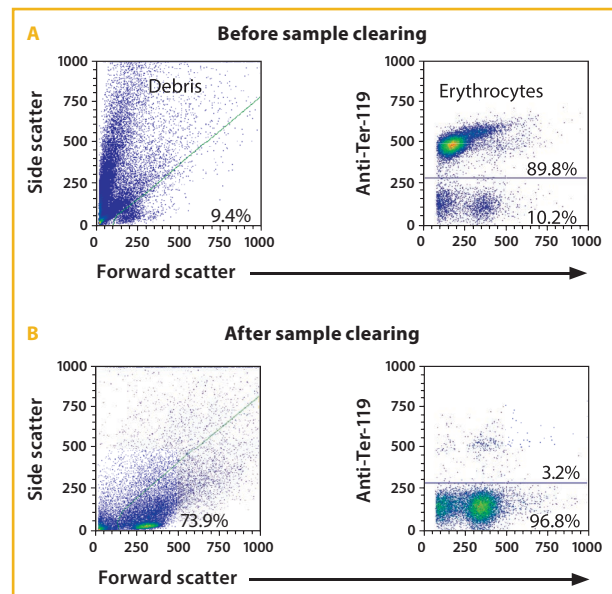 A Before sample clearing
Side scatter
1000
750
500
250
0
Debris
9.4%
0 250 500 750 1000
Anti-Ter-119
1000
750
500
250
0
Erythrocytes
89.8%
10.2%
0 250 500 750 1000
Forward scatter
B After sample clearing
Side scatter
1000
750
500
250
0
73.9%
0 250 500 750 1000
Anti-Ter-119
1000
750
500
250
0
3.2%
96.8%
0 250 500 750 1000
Forward scatter